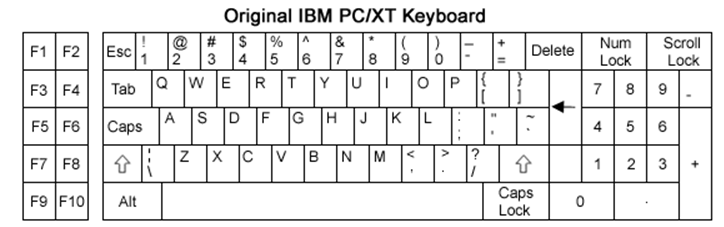 Original IBM PC/XT Keyboard
F1 F2 Esc ! 1 @ 2 # 3 $ 4 % 5 ^ 6 & 7 * 8 ( 9 ) 0 _ - + = Delete Num Lock Scroll Lock
F3 F4 Tab Q W E R T Y U I O P { [ } ] 7 8 9 -
F5 F6 Caps A S D F G H J K L : ; " ' ~ ` 4 5 6
F7 F8 ¦ \ Z X C V B N M < , > . ? / 1 2 3 +
F9 F10 Alt Caps Lock 0 .